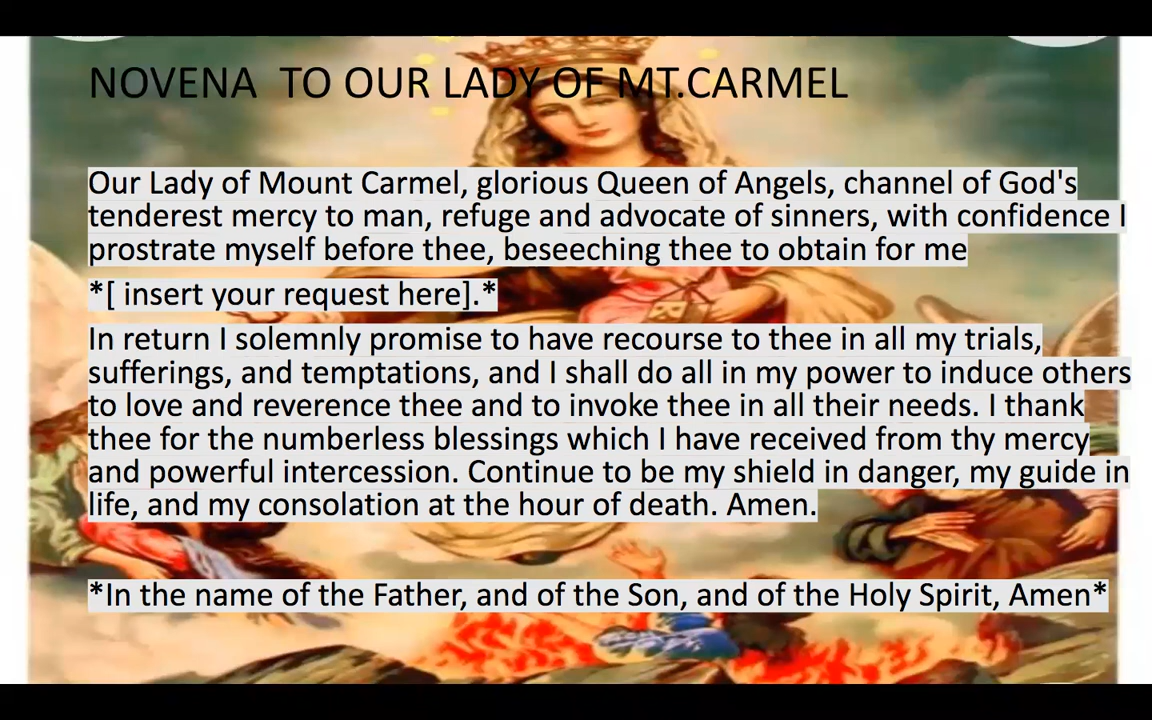 NOVENA  TO OUR LADY OF MT.CARMEL
Our Lady of Mount Carmel, glorious Queen of Angels, channel of God's
tenderest mercy to man, refuge and advocate of sinners, with confidence I
prostrate myself before thee, beseeching thee to obtain for me
*[ insert your request here].*
In return I solemnly promise to have recourse to thee in all my trials,
sufferings, and temptations, and I shall do all in my power to induce others
to love and reverence thee and to invoke thee in all their needs. I thank
thee for the numberless blessings which I have received from thy mercy
and powerful intercession. Continue to be my shield in danger, my guide in
life, and my consolation at the hour of death. Amen.
*In the name of the Father, and of the Son, and of the Holy Spirit, Amen*